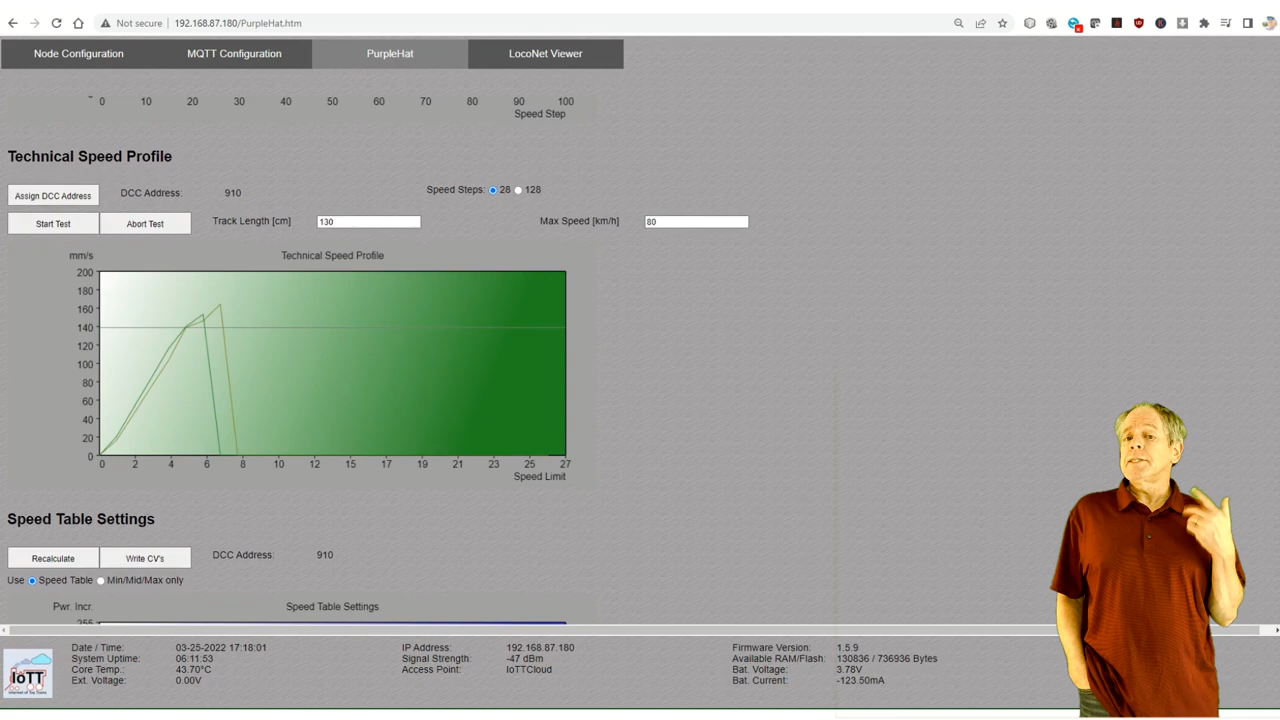 Not secure | 192.168.87.180/PurpleHat.htm
Node Configuration MQTT Configuration PurpleHat LocoNet Viewer
0 10 20 30 40 50 60 70 80 90 100
Speed Step
Technical Speed Profile
Assign DCC Address DCC Address: 910 Speed Steps: 28 128
Start Test Abort Test Track Length [cm] 130 Max Speed [km/h] 80
mm/s Technical Speed Profile
200
180
160
140
120
100
80
60
40
20
0
0 2 4 6 8 10 12 15 17 19 21 23 25 27
Speed Limit
Speed Table Settings
Recalculate Write CV's DCC Address: 910
Use Speed Table Min/Mid/Max only
Pwr. Incr. Speed Table Settings
255
Date / Time: 03-25-2022 17:18:01 IP Address: 192.168.87.180 Firmware Version: 1.5.9
System Uptime: 06:11:53 Signal Strength: -47 dBm Available RAM/Flash: 130836 / 736936 Bytes
Core Temp.: 43.70°C Access Point: IoTTCloud Bat. Voltage: 3.78V
Ext. Voltage: 0.00V Bat. Current: -123.50mA
IoTT
Internet of Toy Trains